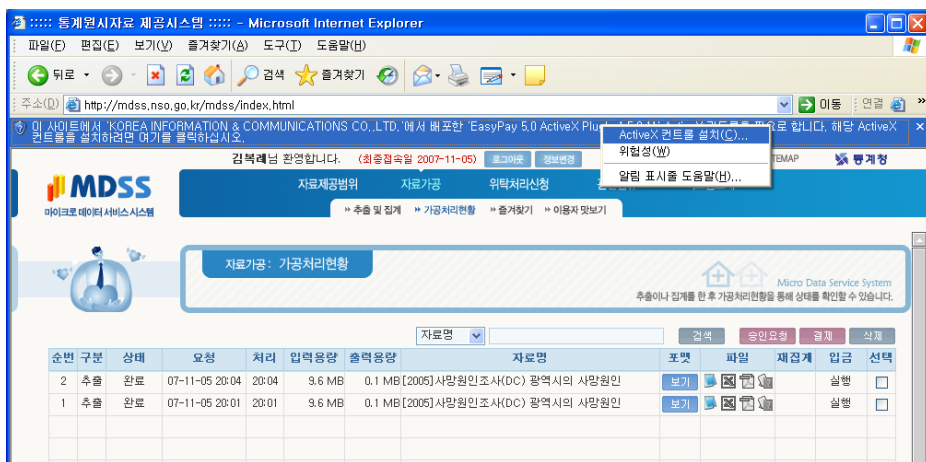 ::::: 통계원시자료 제공시스템 ::::: - Microsoft Internet Explorer
파일(F) 편집(E) 보기(V) 즐겨찾기(A) 도구(T) 도움말(H)
뒤로 검색 즐겨찾기
주소(D) http://mdss.nso.go.kr/mdss/index.html 이동 연결 »
이 사이트에서 'KOREA INFORMATION & COMMUNICATIONS CO.,LTD.'에서 배포한 'EasyPay 5.0 ActiveX 합니다. 해당 ActiveX
컨트롤을 설치하려면 여기를 클릭하십시오.
ActiveX 컨트롤 설치(C)...
위험성(W)
알림 표시줄 도움말(H)...
김복례님 환영합니다. (최종접속일 2007-11-05) 로그아웃 정보변경 TEMAP 통계청
MDSS
마이크로 데이터 서비스 시스템
자료제공범위 자료가공 위탁처리신청
» 추출 및 집계 » 가공처리현황 » 즐겨찾기 » 이용자 맛보기
자료가공 : 가공처리현황
Micro Data Service System
추출이나 집계를 한 후 가공처리현황을 통해 상태를 확인할 수 있습니다.
자료명 검색 승인요청 결제 삭제
순번 구분 상태 요청 처리 입력용량 출력용량 자료명 포맷 파일 재집계 입금 선택
2 추출 완료 07-11-05 20:04 20:04 9.6 MB 0.1 MB [2005]사망원인조사(DC) 광역시의 사망원인 보기 실행
1 추출 완료 07-11-05 20:01 20:01 9.6 MB 0.1 MB [2005]사망원인조사(DC) 광역시의 사망원인 보기 실행